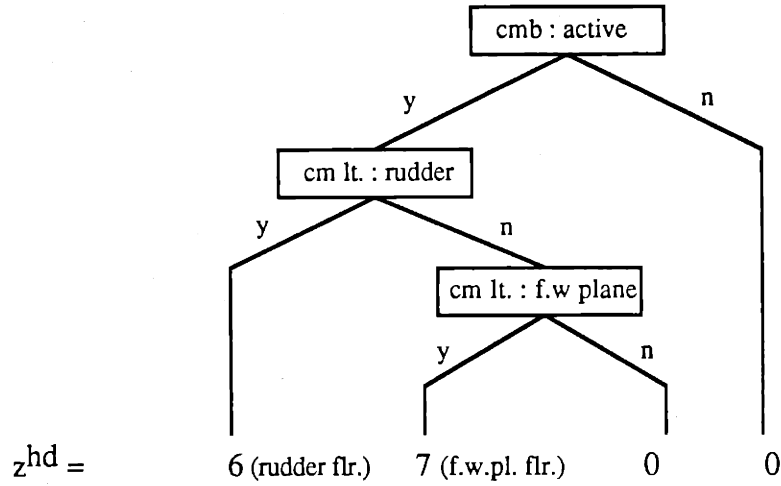 cmb : active
y
n
cm lt. : rudder
y
n
cm lt. : f.w plane
y
n
z^hd = 6 (rudder flr.) 7 (f.w.pl. flr.) 0 0